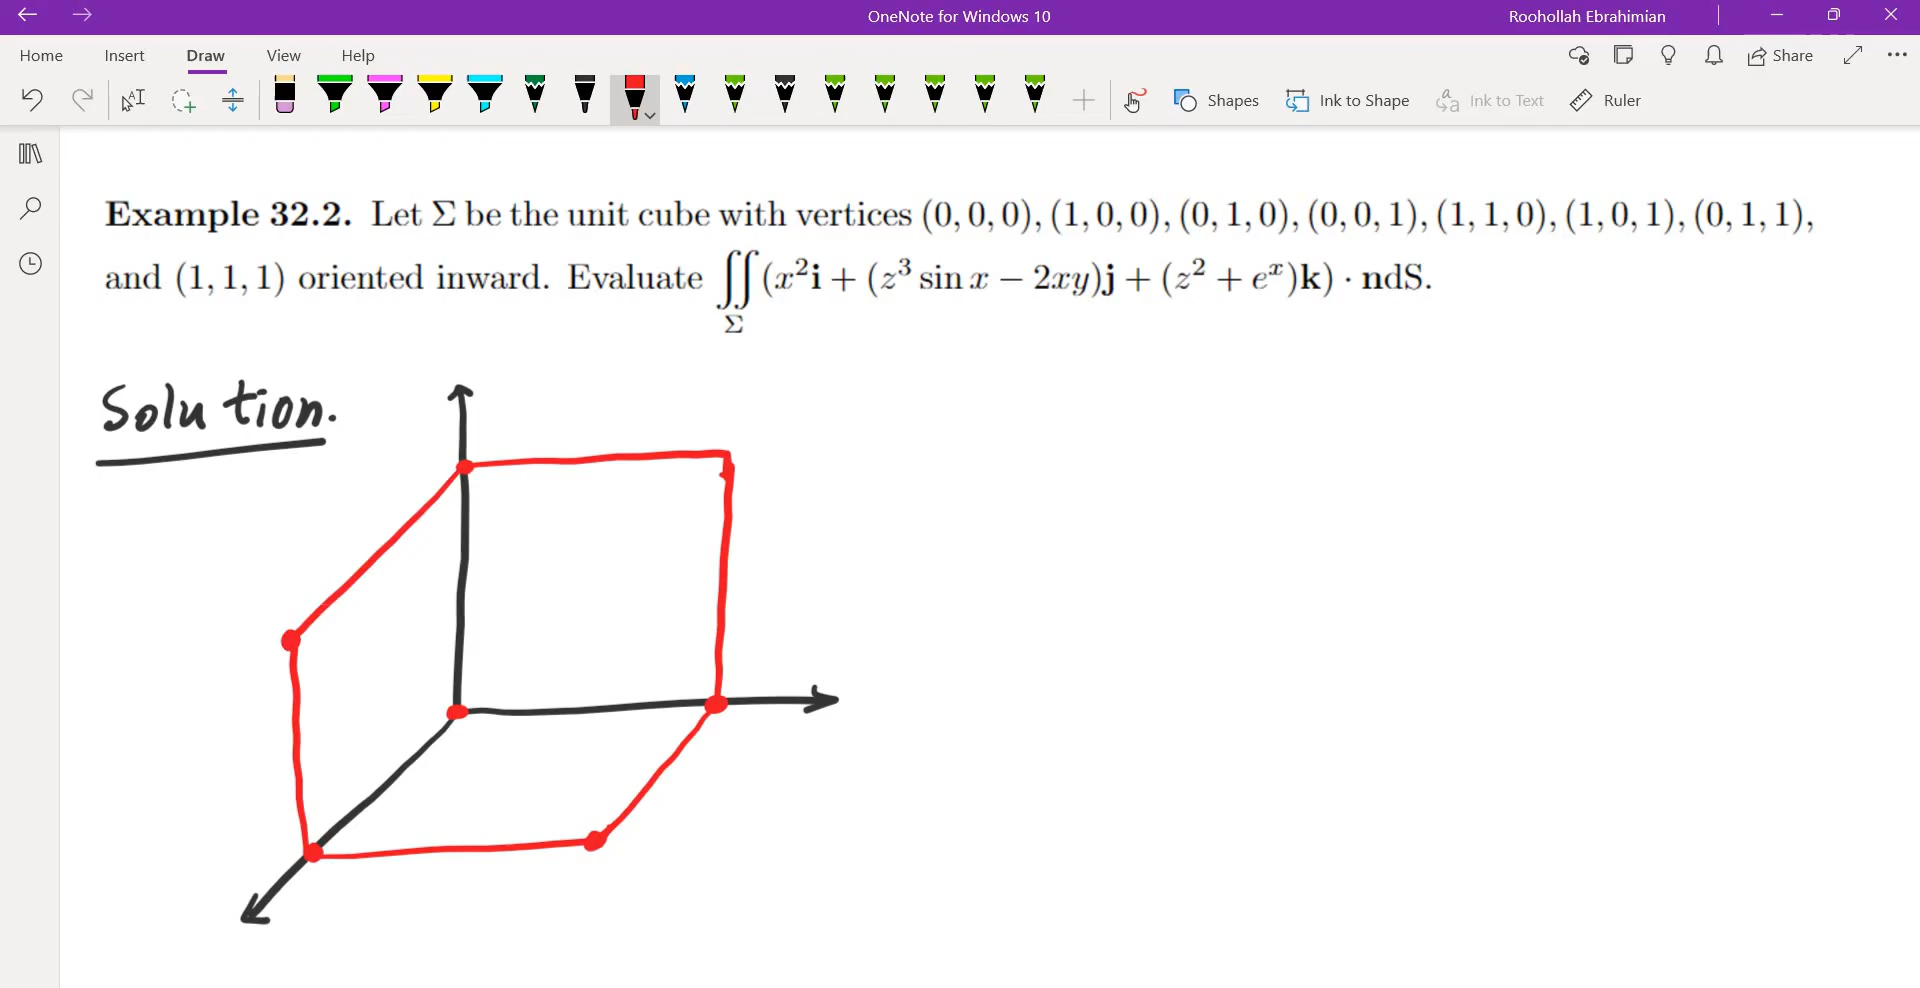 OneNote for Windows 10
Roohollah Ebrahimian
Home Insert Draw View Help
Share
Shapes Ink to Shape Ink to Text Ruler
Example 32.2. Let Σ be the unit cube with vertices (0, 0, 0), (1, 0, 0), (0, 1, 0), (0, 0, 1), (1, 1, 0), (1, 0, 1), (0, 1, 1),
and (1, 1, 1) oriented inward. Evaluate ∬_Σ (x²i + (z³ sin x − 2xy)j + (z² + eˣ)k) · ndS.
Solution.